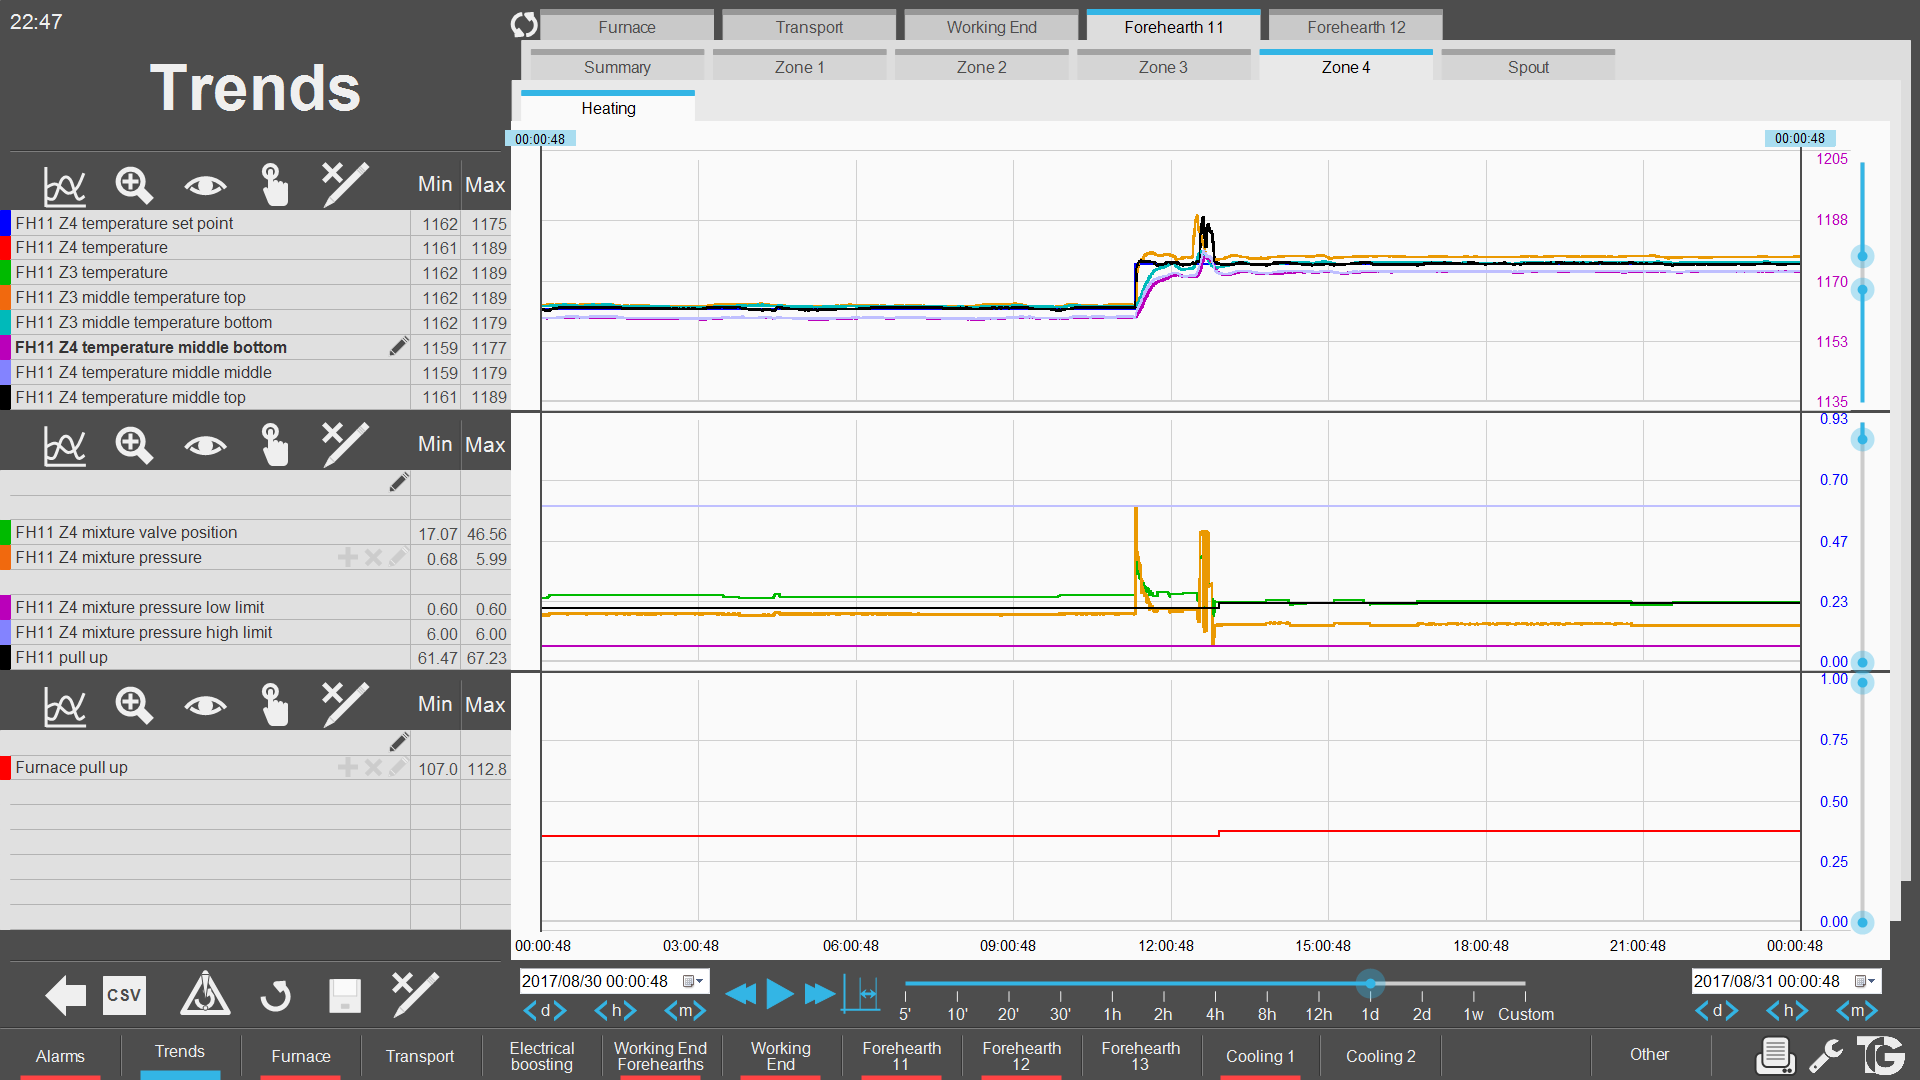 22:47
Trends
Furnace
Transport
Working End
Forehearth 11
Forehearth 12
Summary
Zone 1
Zone 2
Zone 3
Zone 4
Spout
Heating
00:00:48
00:00:48
Min Max
FH11 Z4 temperature set point 1162 1175
FH11 Z4 temperature 1161 1189
FH11 Z3 temperature 1162 1189
FH11 Z3 middle temperature top 1162 1189
FH11 Z3 middle temperature bottom 1162 1179
FH11 Z4 temperature middle bottom 1159 1177
FH11 Z4 temperature middle middle 1159 1179
FH11 Z4 temperature middle top 1161 1189
1205
1188
1170
1153
1135
Min Max
FH11 Z4 mixture valve position 17.07 46.56
FH11 Z4 mixture pressure 0.68 5.99
FH11 Z4 mixture pressure low limit 0.60 0.60
FH11 Z4 mixture pressure high limit 6.00 6.00
FH11 pull up 61.47 67.23
0.93
0.70
0.47
0.23
0.00
Min Max
Furnace pull up 107.0 112.8
1.00
0.75
0.50
0.25
0.00
00:00:48 03:00:48 06:00:48 09:00:48 12:00:48 15:00:48 18:00:48 21:00:48 00:00:48
CSV
2017/08/30 00:00:48
d h m
5' 10' 20' 30' 1h 2h 4h 8h 12h 1d 2d 1w Custom
2017/08/31 00:00:48
d h m
Alarms
Trends
Furnace
Transport
Electrical
boosting
Working End
Forehearths
Working
End
Forehearth
11
Forehearth
12
Forehearth
13
Cooling 1
Cooling 2
Other
TG